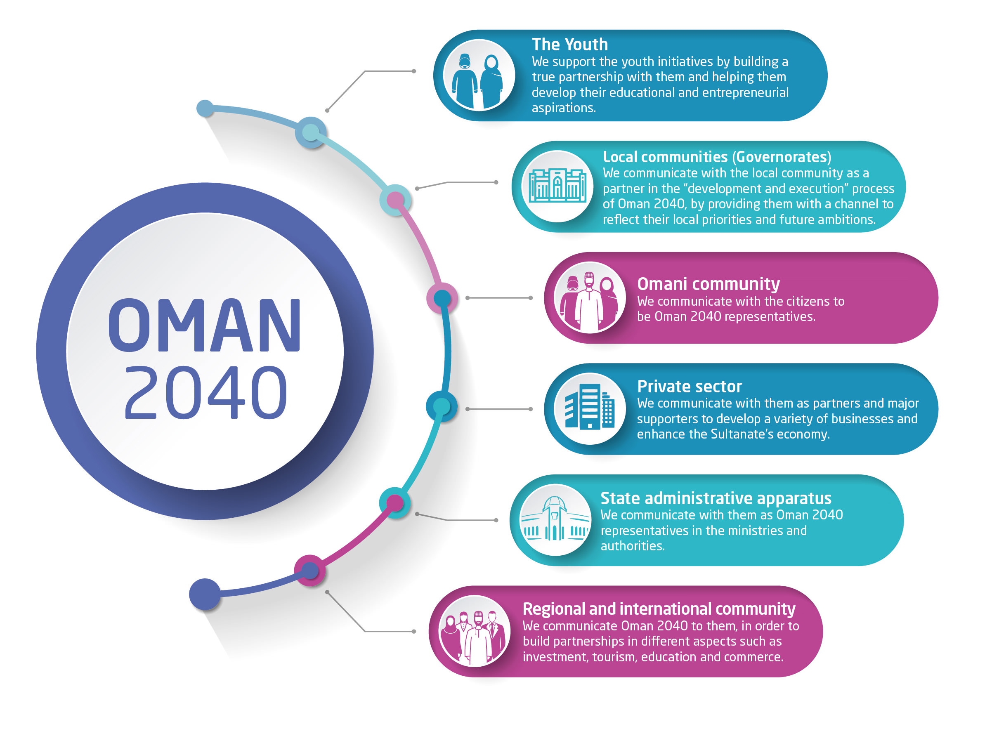 OMAN
2040
The Youth
We support the youth initiatives by building a
true partnership with them and helping them
develop their educational and entrepreneurial
aspirations.
Local communities (Governorates)
We communicate with the local community as a
partner in the “development and execution” process
of Oman 2040, by providing them with a channel to
reflect their local priorities and future ambitions.
Omani community
We communicate with the citizens to
be Oman 2040 representatives.
Private sector
We communicate with them as partners and major
supporters to develop a variety of businesses and
enhance the Sultanate’s economy.
State administrative apparatus
We communicate with them as Oman 2040
representatives in the ministries and
authorities.
Regional and international community
We communicate Oman 2040 to them, in order to
build partnerships in different aspects such as
investment, tourism, education and commerce.